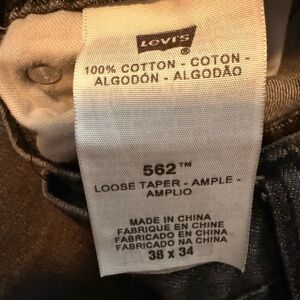 Levi's
100% COTTON - COTON -
ALGODÓN - ALGODÃO
562™
LOOSE TAPER - AMPLE -
AMPLIO
MADE IN CHINA
FABRIQUE EN CHINE
FABRICADO EN CHINA
FABRICADO NA CHINA
38 x 34